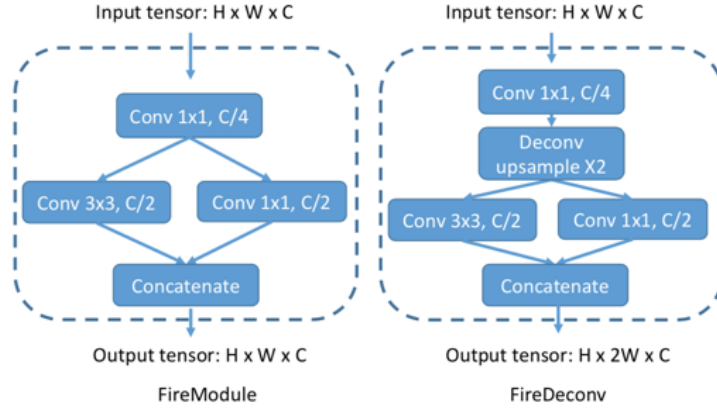 Input tensor: H x W x C
Conv 1x1, C/4
Conv 3x3, C/2
Conv 1x1, C/2
Concatenate
Output tensor: H x W x C
FireModule
Input tensor: H x W x C
Conv 1x1, C/4
Deconv
upsample X2
Conv 3x3, C/2
Conv 1x1, C/2
Concatenate
Output tensor: H x 2W x C
FireDeconv